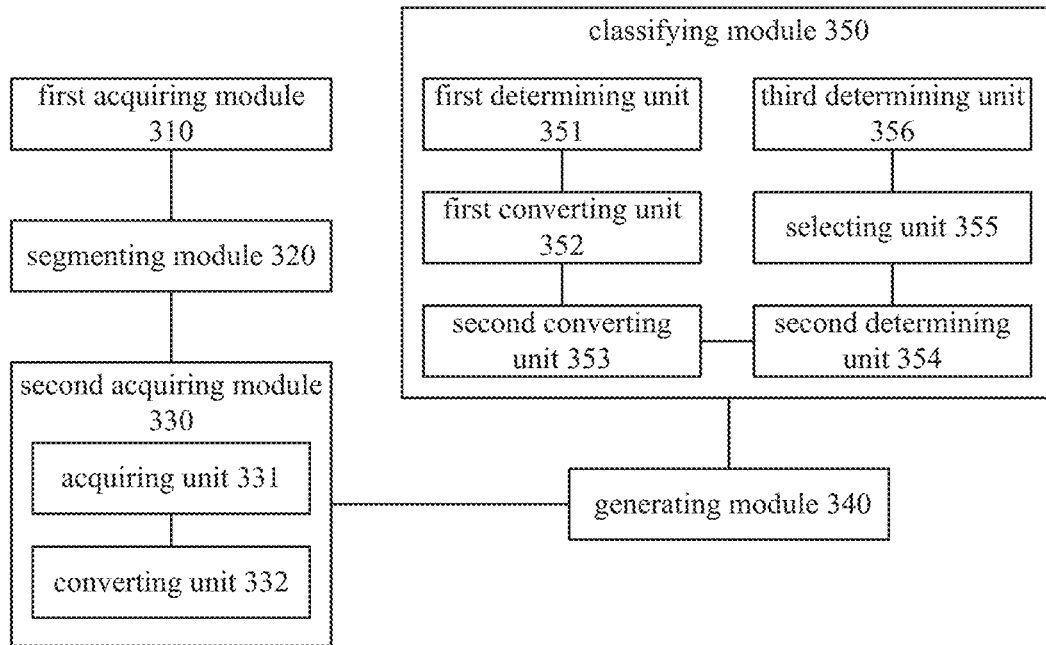 first acquiring module
310
segmenting module 320
second acquiring module
330
acquiring unit 331
converting unit 332
classifying module 350
first determining unit
351
first converting unit
352
second converting
unit 353
third determining unit
356
selecting unit 355
second determining
unit 354
generating module 340